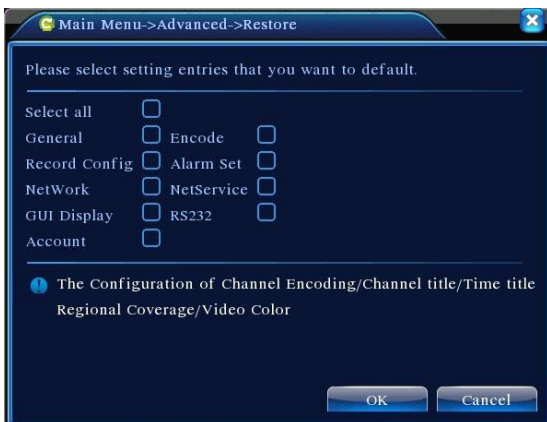 Main Menu->Advanced->Restore
Please select setting entries that you want to default.
Select all
General Encode
Record Config Alarm Set
NetWork NetService
GUI Display RS232
Account
The Configuration of Channel Encoding/Channel title/Time title
Regional Coverage/Video Color
OK Cancel